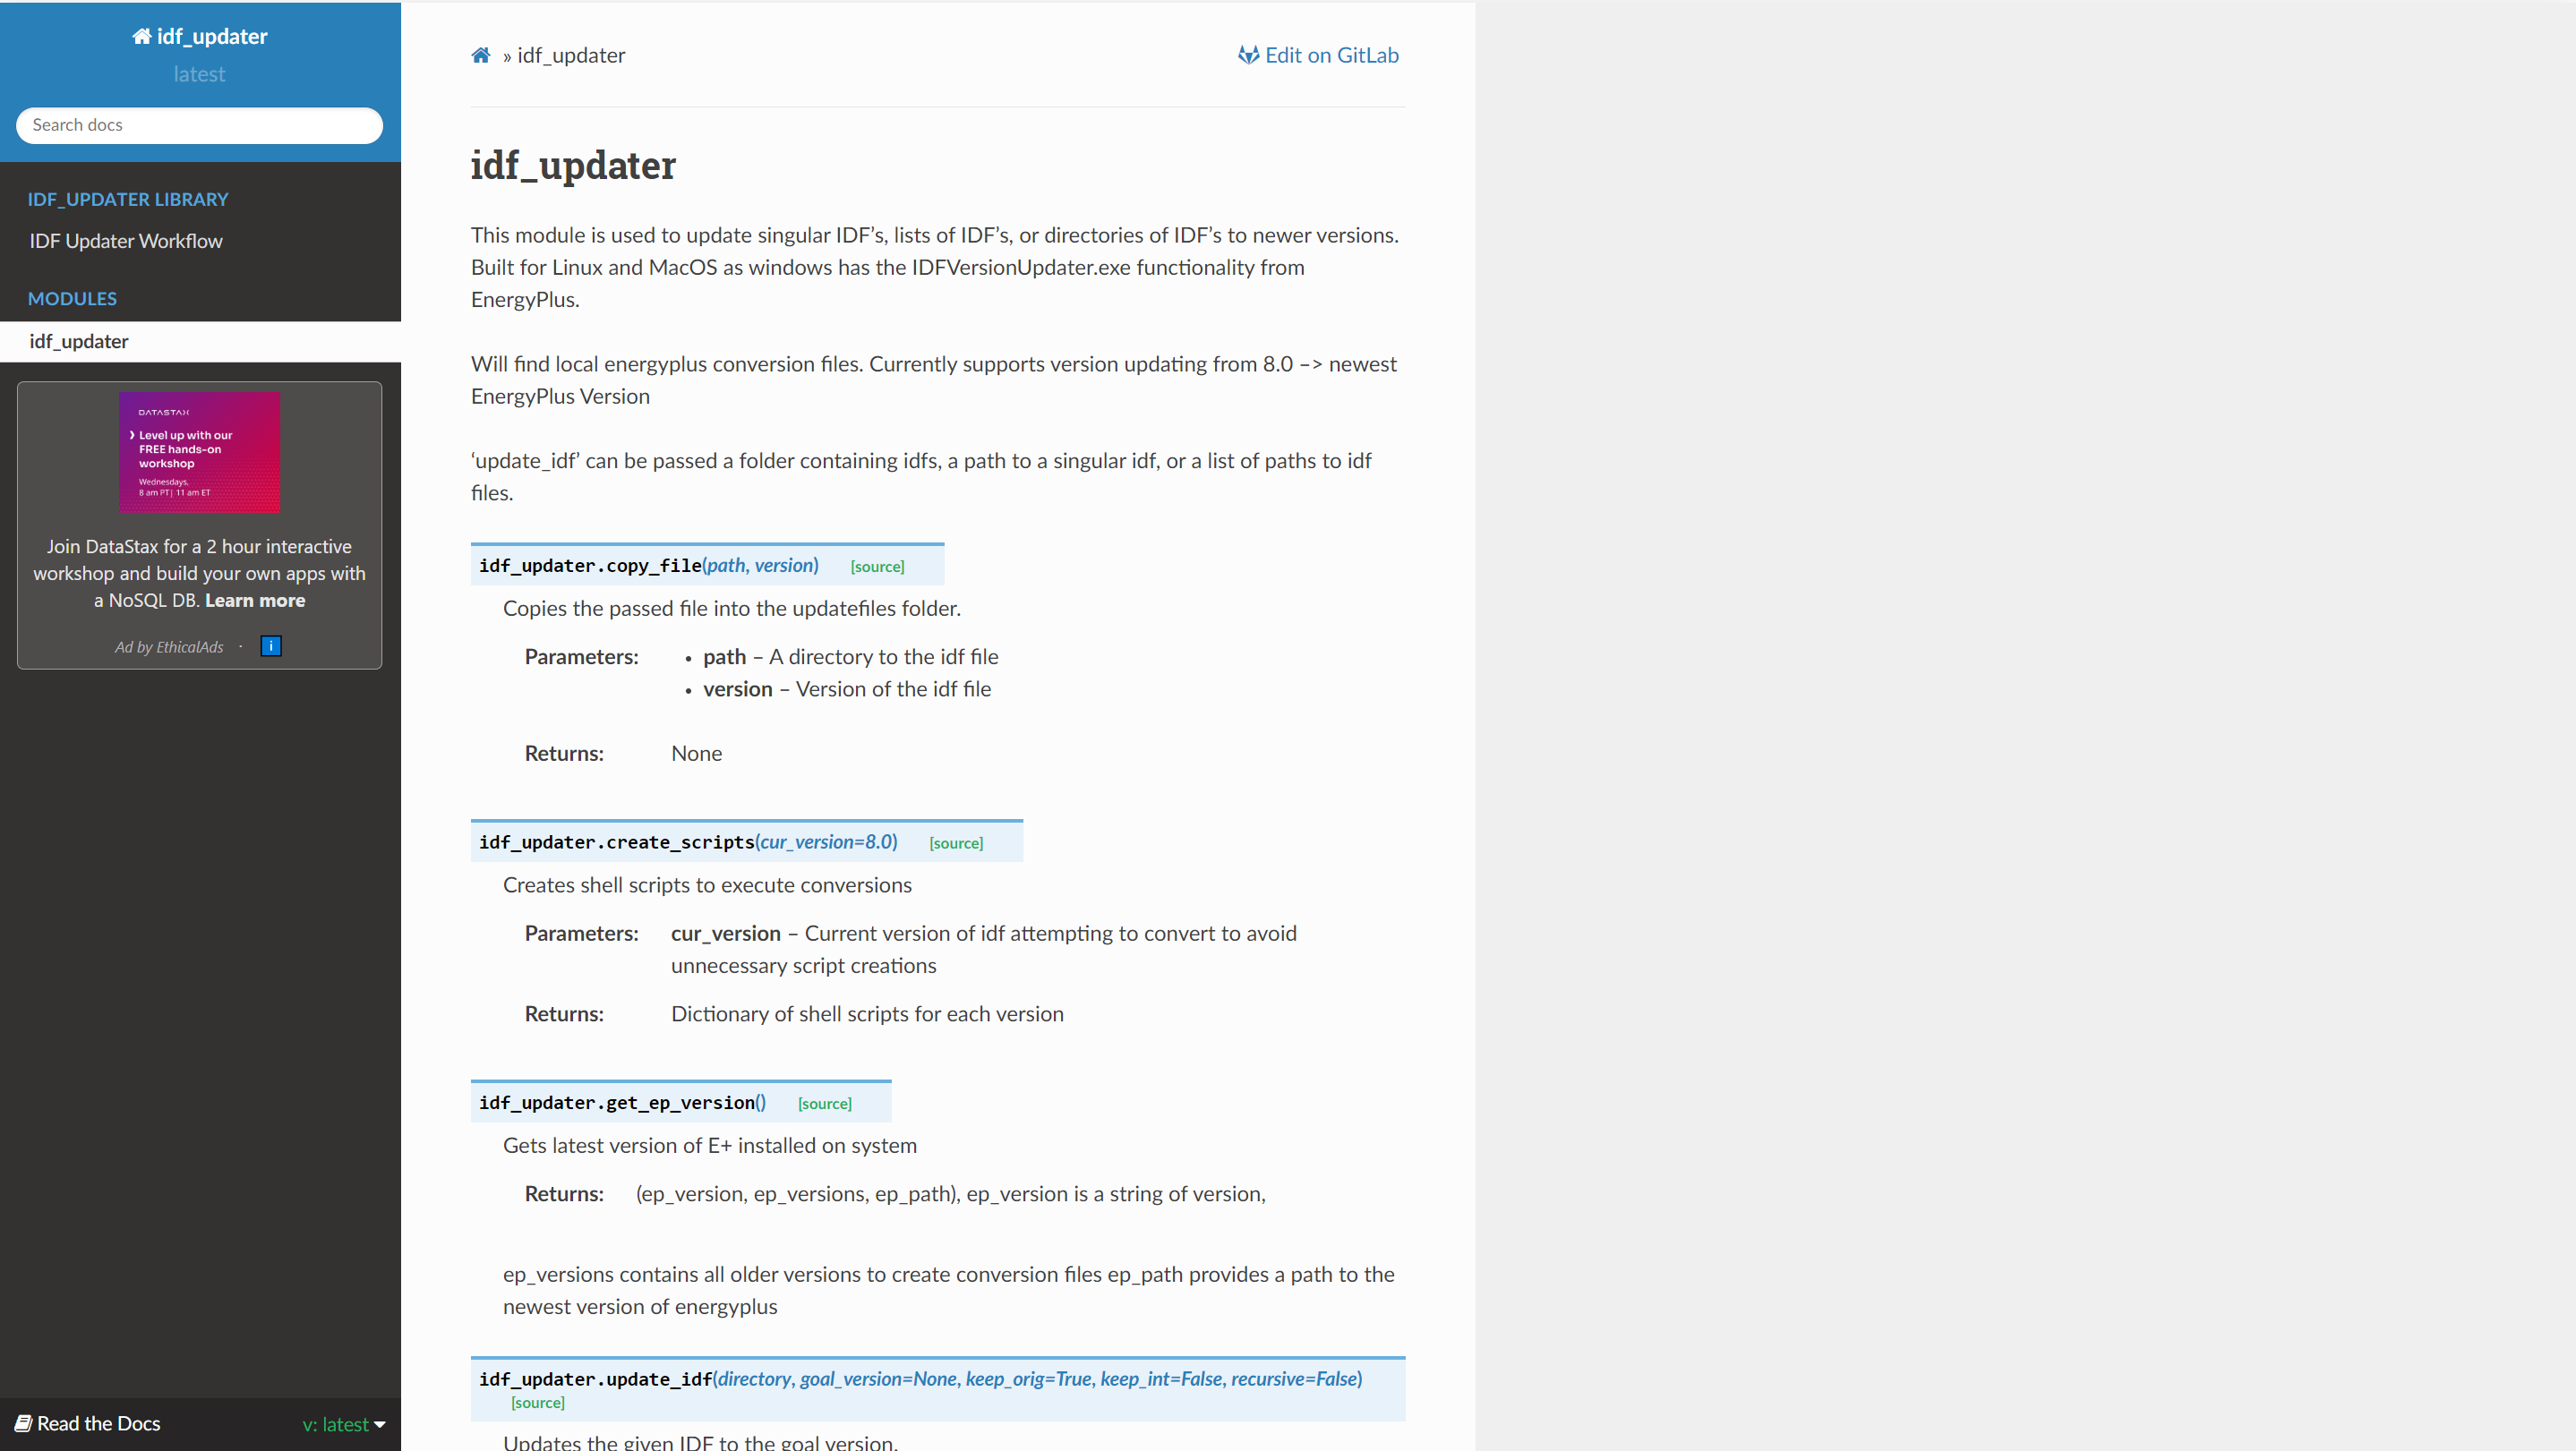 idf_updater
latest
Search docs
IDF_UPDATER LIBRARY
IDF Updater Workflow
MODULES
idf_updater
DATASTAX
❯ Level up with our
FREE hands-on
workshop
Wednesdays,
8 am PT| 11 am ET
Join DataStax for a 2 hour interactive
workshop and build your own apps with
a NoSQL DB. Learn more
Ad by EthicalAds · i
Read the Docs v: latest
» idf_updater Edit on GitLab
idf_updater
This module is used to update singular IDF’s, lists of IDF’s, or directories of IDF’s to newer versions.
Built for Linux and MacOS as windows has the IDFVersionUpdater.exe functionality from
EnergyPlus.
Will find local energyplus conversion files. Currently supports version updating from 8.0 –> newest
EnergyPlus Version
‘update_idf’ can be passed a folder containing idfs, a path to a singular idf, or a list of paths to idf
files.
idf_updater.copy_file(path, version) [source]
Copies the passed file into the updatefiles folder.
Parameters: • path – A directory to the idf file
• version – Version of the idf file
Returns: None
idf_updater.create_scripts(cur_version=8.0) [source]
Creates shell scripts to execute conversions
Parameters: cur_version – Current version of idf attempting to convert to avoid
unnecessary script creations
Returns: Dictionary of shell scripts for each version
idf_updater.get_ep_version() [source]
Gets latest version of E+ installed on system
Returns: (ep_version, ep_versions, ep_path), ep_version is a string of version,
ep_versions contains all older versions to create conversion files ep_path provides a path to the
newest version of energyplus
idf_updater.update_idf(directory, goal_version=None, keep_orig=True, keep_int=False, recursive=False)
[source]
Updates the given IDF to the goal version.